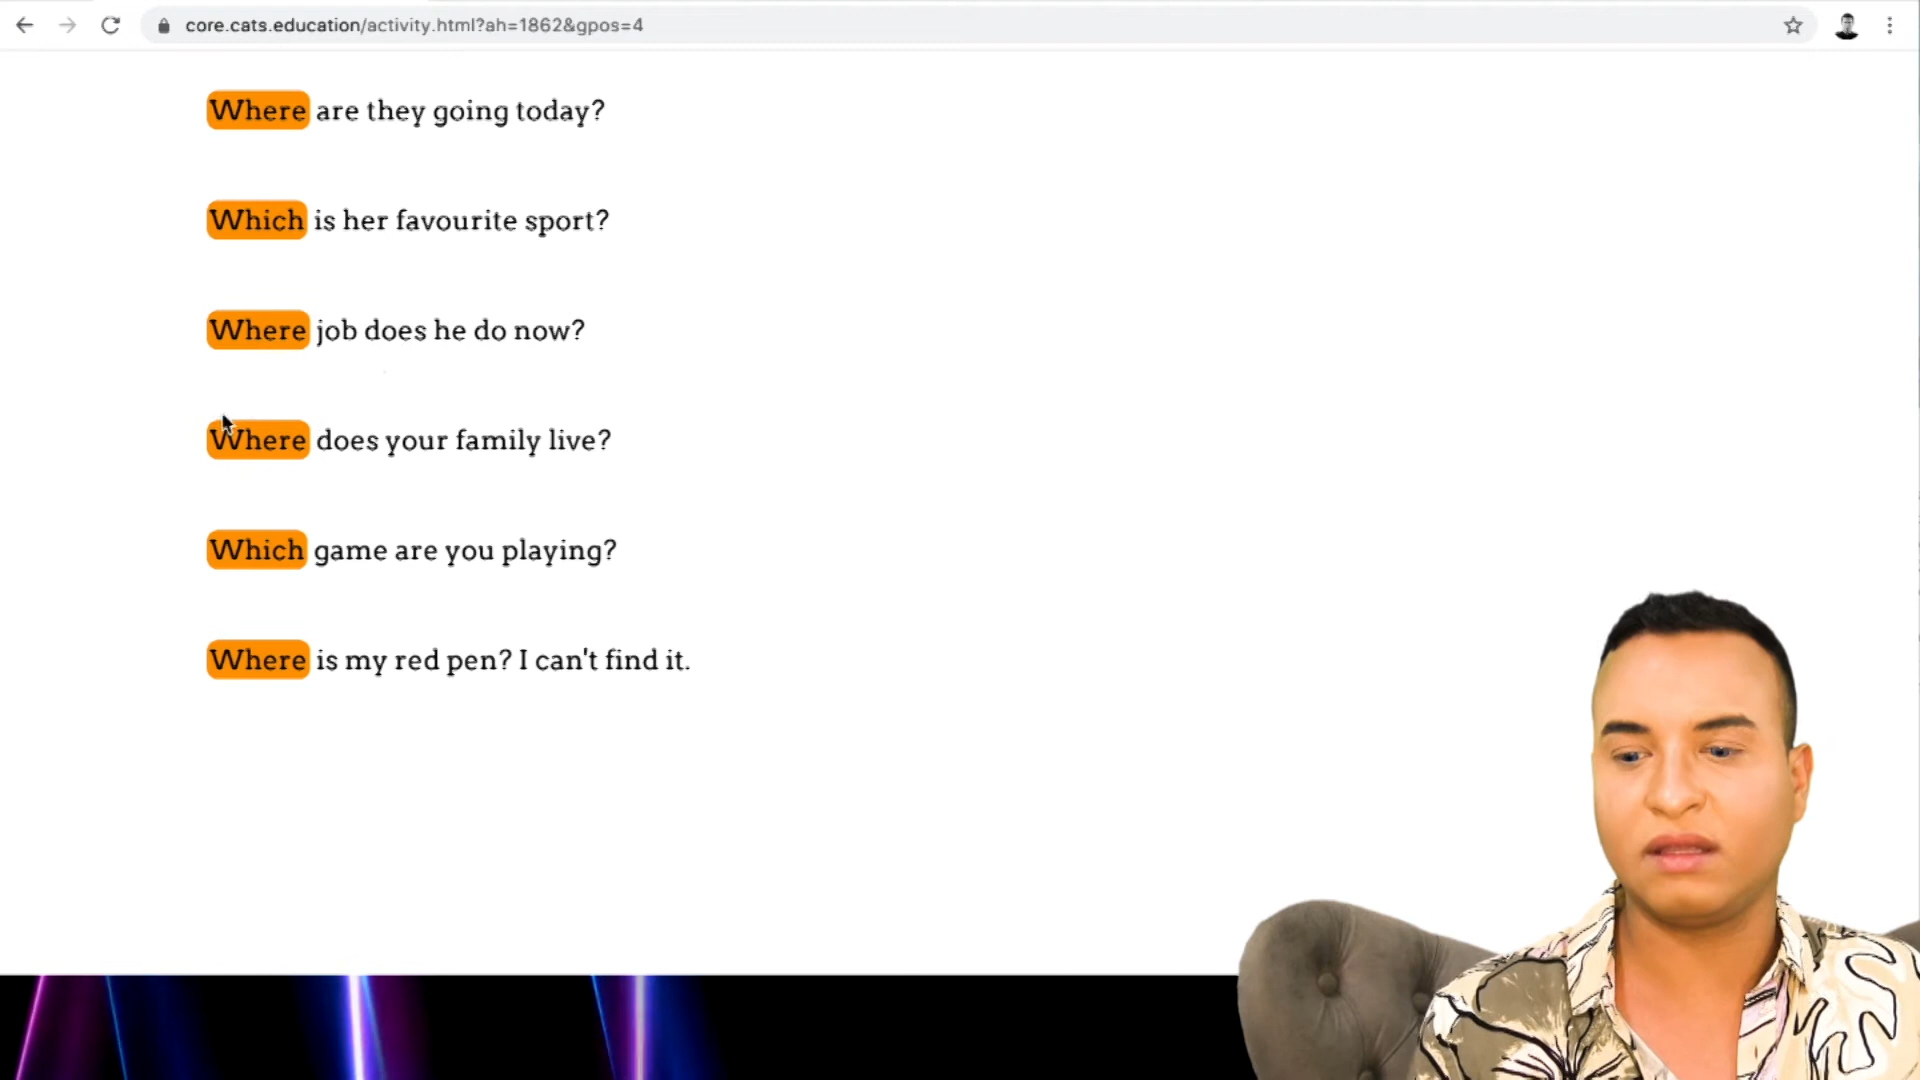 core.cats.education/activity.html?ah=1862&gpos=4
Where are they going today?
Which is her favourite sport?
Where job does he do now?
Where does your family live?
Which game are you playing?
Where is my red pen? I can't find it.